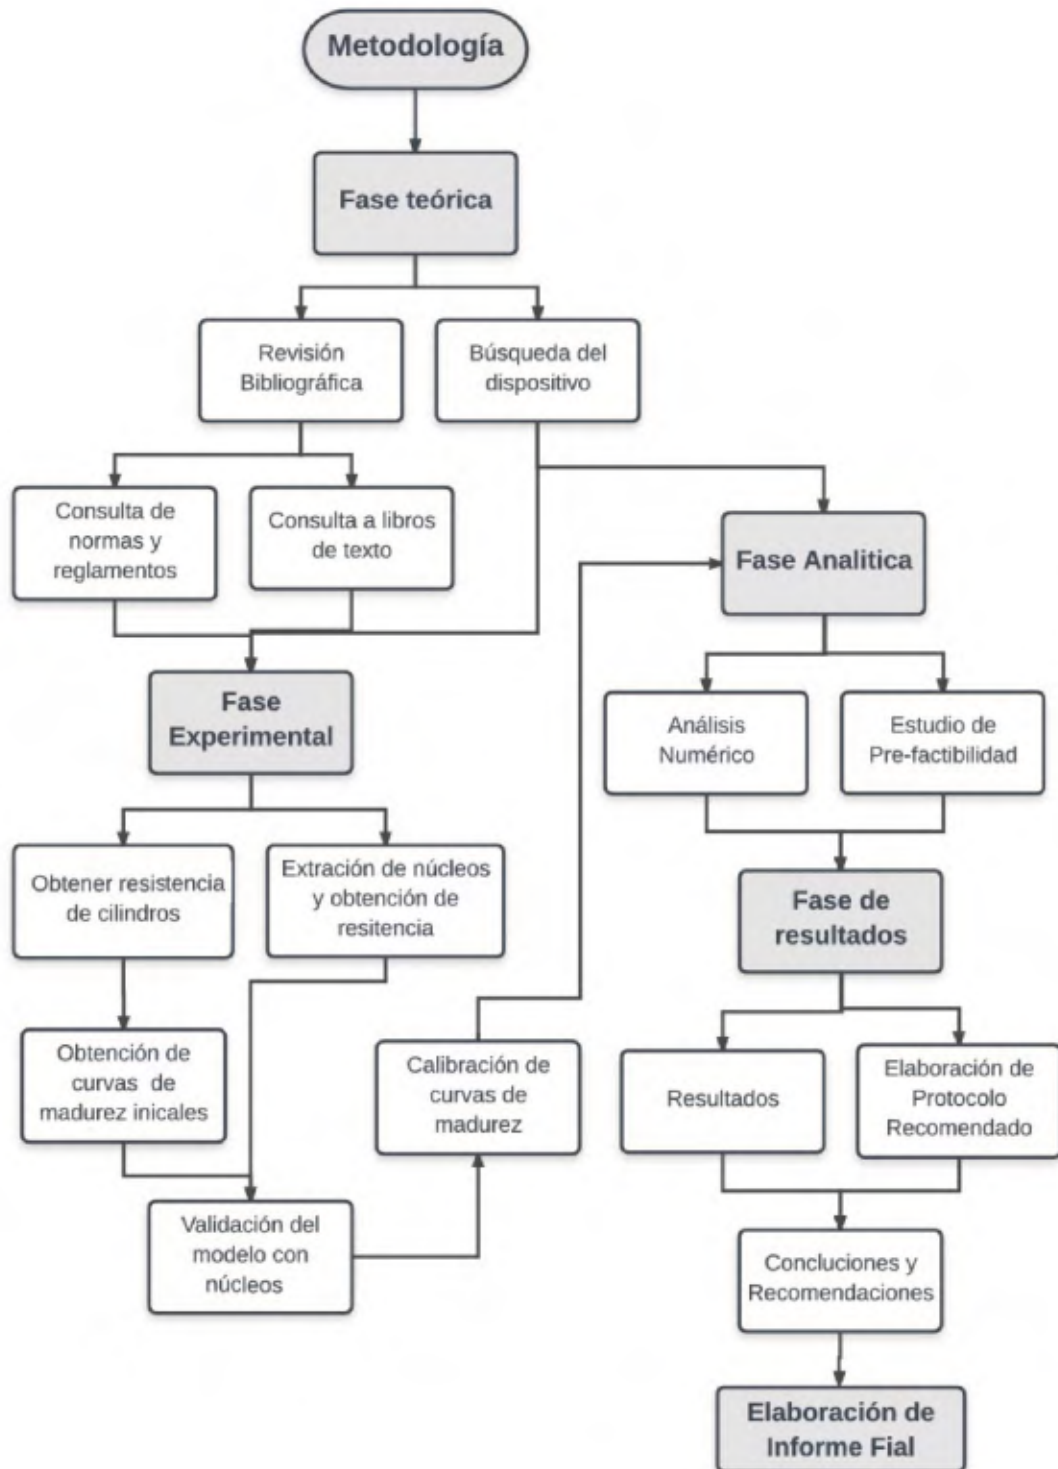 Metodología
Fase teórica
Revisión
Bibliográfica
Búsqueda del
dispositivo
Consulta de
normas y
reglamentos
Consulta a libros
de texto
Fase
Experimental
Obtener resistencia
de cilindros
Extración de núcleos
y obtención de
resitencia
Obtención de
curvas de
madurez inicales
Validación del
modelo con
núcleos
Calibración de
curvas de
madurez
Fase Analitica
Análisis
Numérico
Estudio de
Pre-factibilidad
Fase de
resultados
Resultados
Elaboración de
Protocolo
Recomendado
Concluciones y
Recomendaciones
Elaboración de
Informe Fial